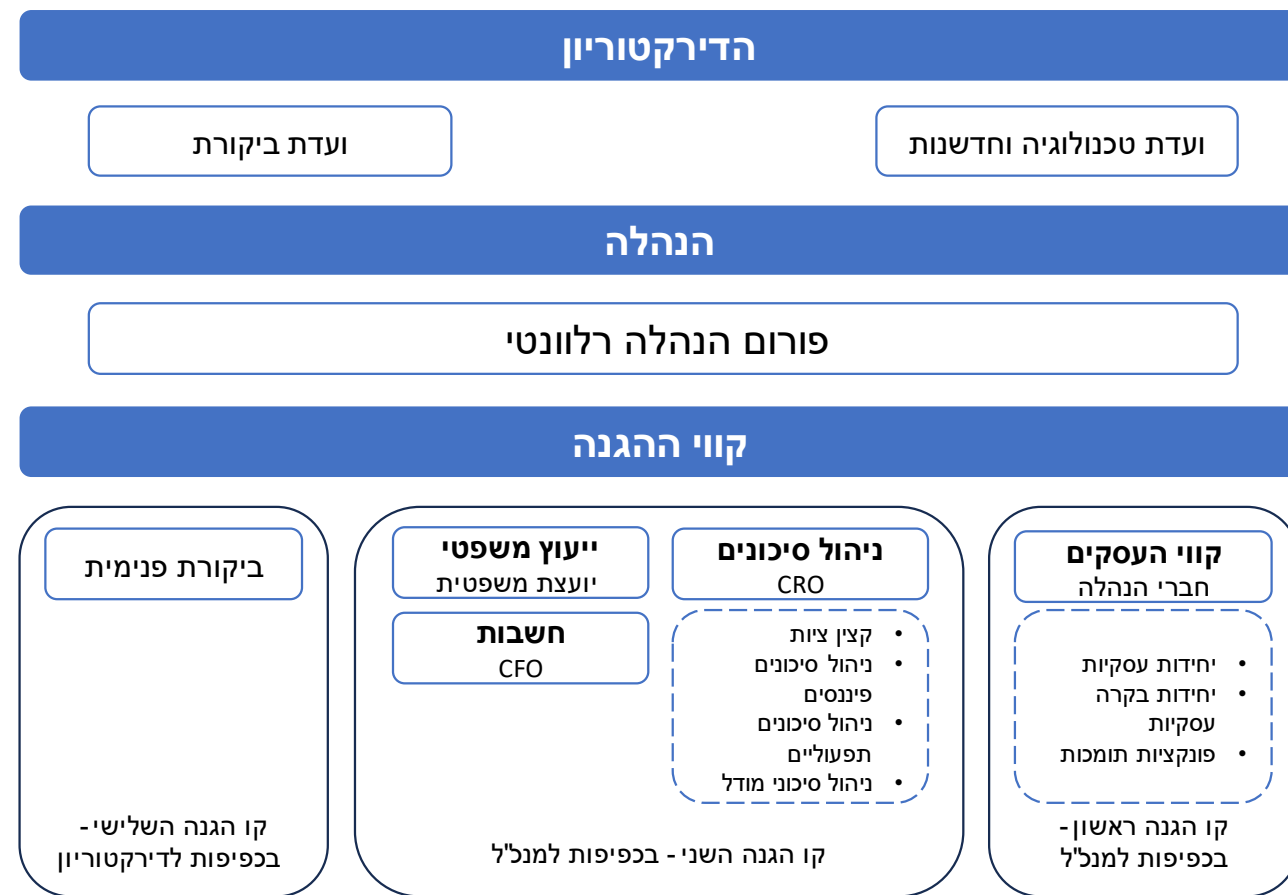 הדירקטוריון
ועדת טכנולוגיה וחדשנות
ועדת ביקורת
הנהלה
פורום הנהלה רלוונטי
קווי ההגנה
קווי העסקים
חברי הנהלה
• יחידות עסקיות
• יחידות בקרה
עסקיות
• פונקציות תומכות
קו הגנה ראשון -
בכפיפות למנכ"ל
ניהול סיכונים
CRO
• קצין ציות
• ניהול סיכונים
פיננסים
• ניהול סיכונים
תפעוליים
• ניהול סיכוני מודל
ייעוץ משפטי
יועצת משפטית
חשבות
CFO
קו הגנה השני - בכפיפות למנכ"ל
ביקורת פנימית
קו הגנה השלישי -
בכפיפות לדירקטוריון